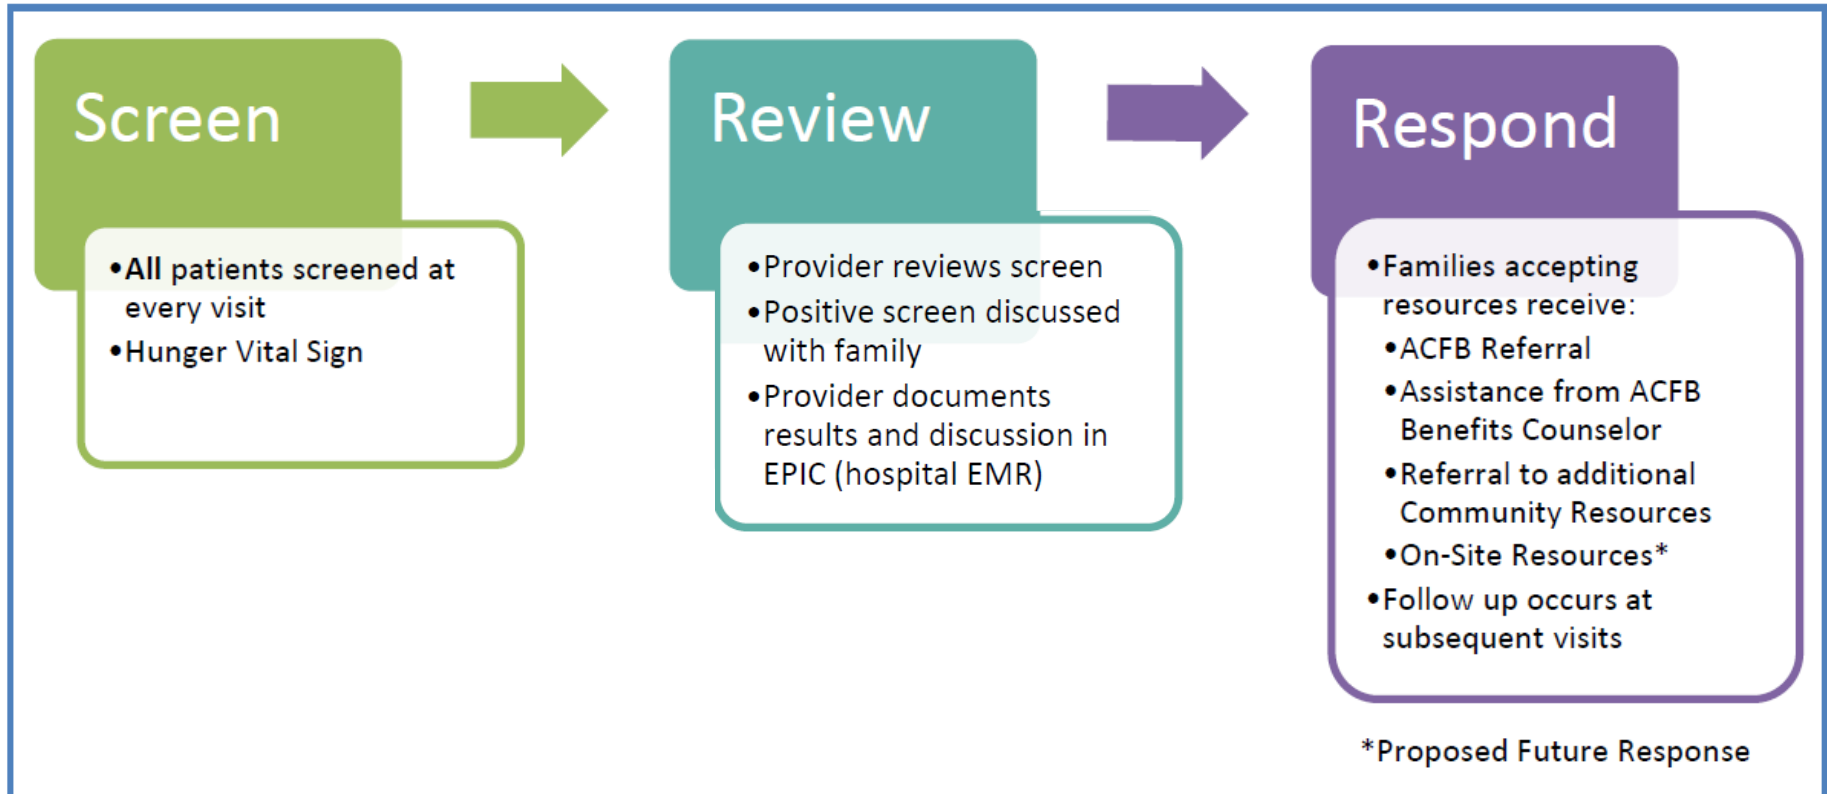 Screen
•All patients screened at
every visit
•Hunger Vital Sign
Review
•Provider reviews screen
•Positive screen discussed
with family
•Provider documents
results and discussion in
EPIC (hospital EMR)
Respond
•Families accepting
resources receive:
•ACFB Referral
•Assistance from ACFB
Benefits Counselor
•Referral to additional
Community Resources
•On-Site Resources*
•Follow up occurs at
subsequent visits
*Proposed Future Response